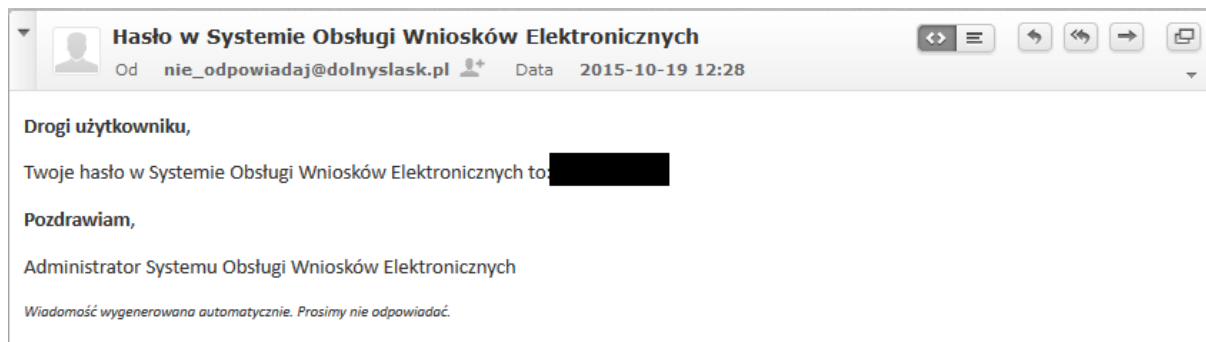 Hasło w Systemie Obsługi Wniosków Elektronicznych
Od nie_odpowiadaj@dolnyslask.pl Data 2015-10-19 12:28
Drogi użytkowniku,
Twoje hasło w Systemie Obsługi Wniosków Elektronicznych to:
Pozdrawiam,
Administrator Systemu Obsługi Wniosków Elektronicznych
Wiadomość wygenerowana automatycznie. Prosimy nie odpowiadać.